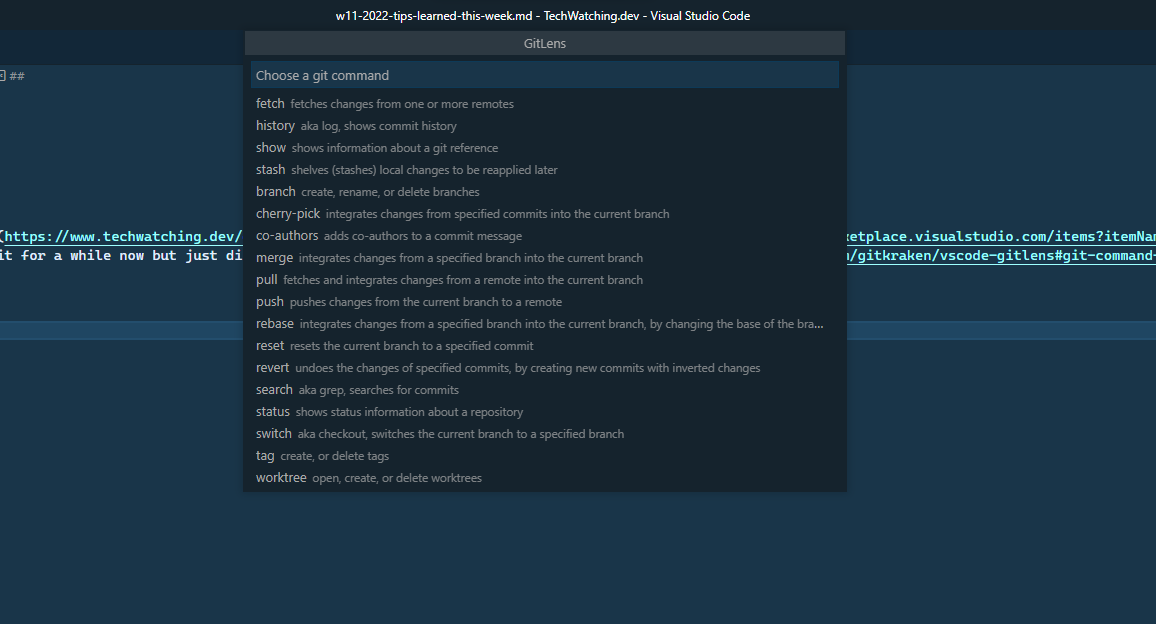 w11-2022-tips-learned-this-week.md - TechWatching.dev - Visual Studio Code
GitLens
Choose a git command
##
fetch fetches changes from one or more remotes
history aka log, shows commit history
show shows information about a git reference
stash shelves (stashes) local changes to be reapplied later
branch create, rename, or delete branches
cherry-pick integrates changes from specified commits into the current branch
(https://www.techwatching.dev/
co-authors adds co-authors to a commit message
etplace.visualstudio.com/items?itemNam
it for a while now but just di
merge integrates changes from a specified branch into the current branch
/gitkraken/vscode-gitlens#git-command-
pull fetches and integrates changes from a remote into the current branch
push pushes changes from the current branch to a remote
rebase integrates changes from a specified branch into the current branch, by changing the base of the bra...
reset resets the current branch to a specified commit
revert undoes the changes of specified commits, by creating new commits with inverted changes
search aka grep, searches for commits
status shows status information about a repository
switch aka checkout, switches the current branch to a specified branch
tag create, or delete tags
worktree open, create, or delete worktrees